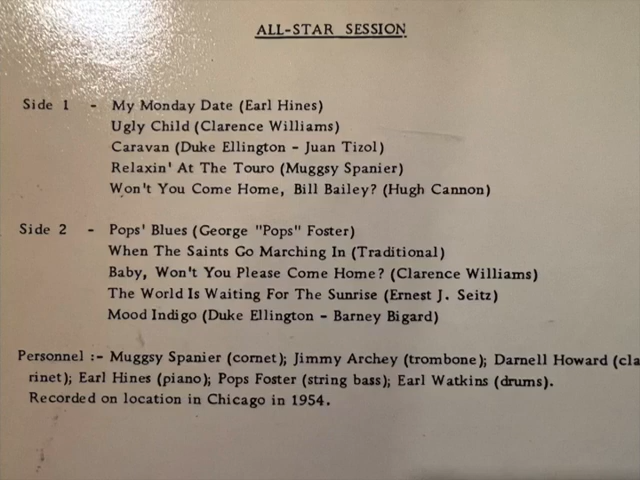 ALL-STAR SESSION
Side 1 - My Monday Date (Earl Hines)
Ugly Child (Clarence Williams)
Caravan (Duke Ellington - Juan Tizol)
Relaxin' At The Touro (Muggsy Spanier)
Won't You Come Home, Bill Bailey? (Hugh Cannon)
Side 2 - Pops' Blues (George "Pops" Foster)
When The Saints Go Marching In (Traditional)
Baby, Won't You Please Come Home? (Clarence Williams)
The World Is Waiting For The Sunrise (Ernest J. Seitz)
Mood Indigo (Duke Ellington - Barney Bigard)
Personnel :- Muggsy Spanier (cornet); Jimmy Archey (trombone); Darnell Howard (cla
rinet); Earl Hines (piano); Pops Foster (string bass); Earl Watkins (drums).
Recorded on location in Chicago in 1954.